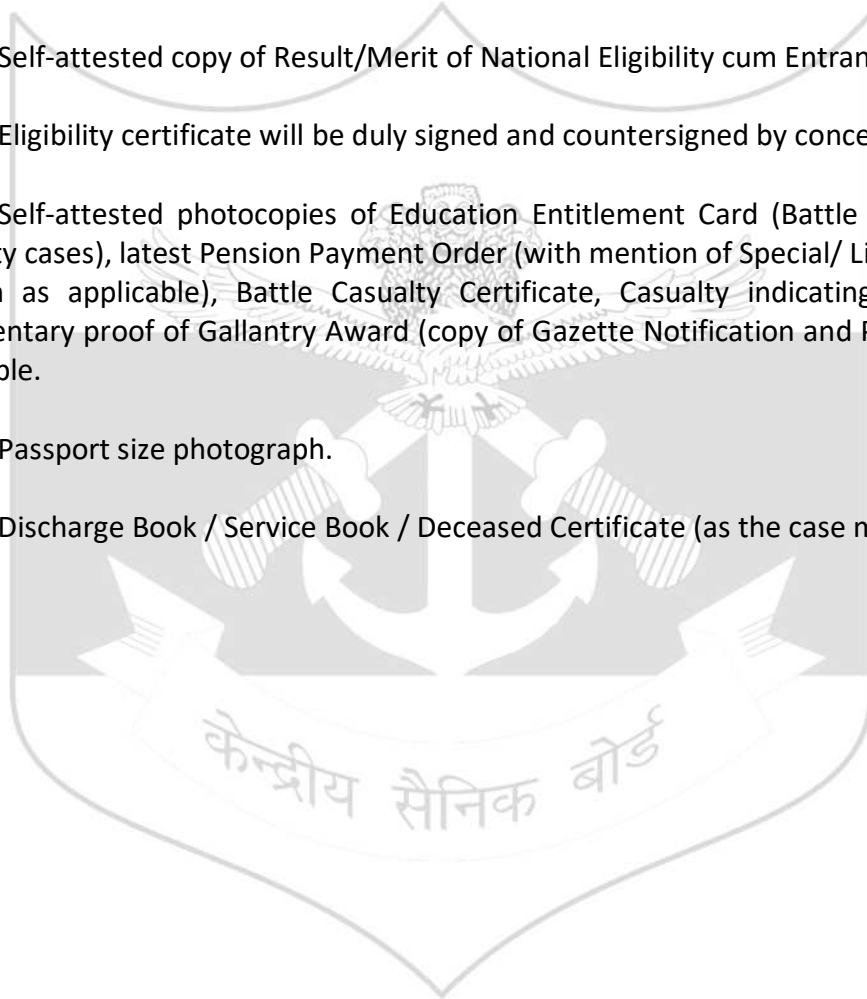 Self-attested copy of Result/Merit of National Eligibility cum Entran
Eligibility certificate will be duly signed and countersigned by conce
Self-attested photocopies of Education Entitlement Card (Battle
ty cases), latest Pension Payment Order (with mention of Special/ Li
as applicable), Battle Casualty Certificate, Casualty indicating
entary proof of Gallantry Award (copy of Gazette Notification and P
ble.
Passport size photograph.
Discharge Book / Service Book / Deceased Certificate (as the case
केन्द्रीय सैनिक बोर्ड